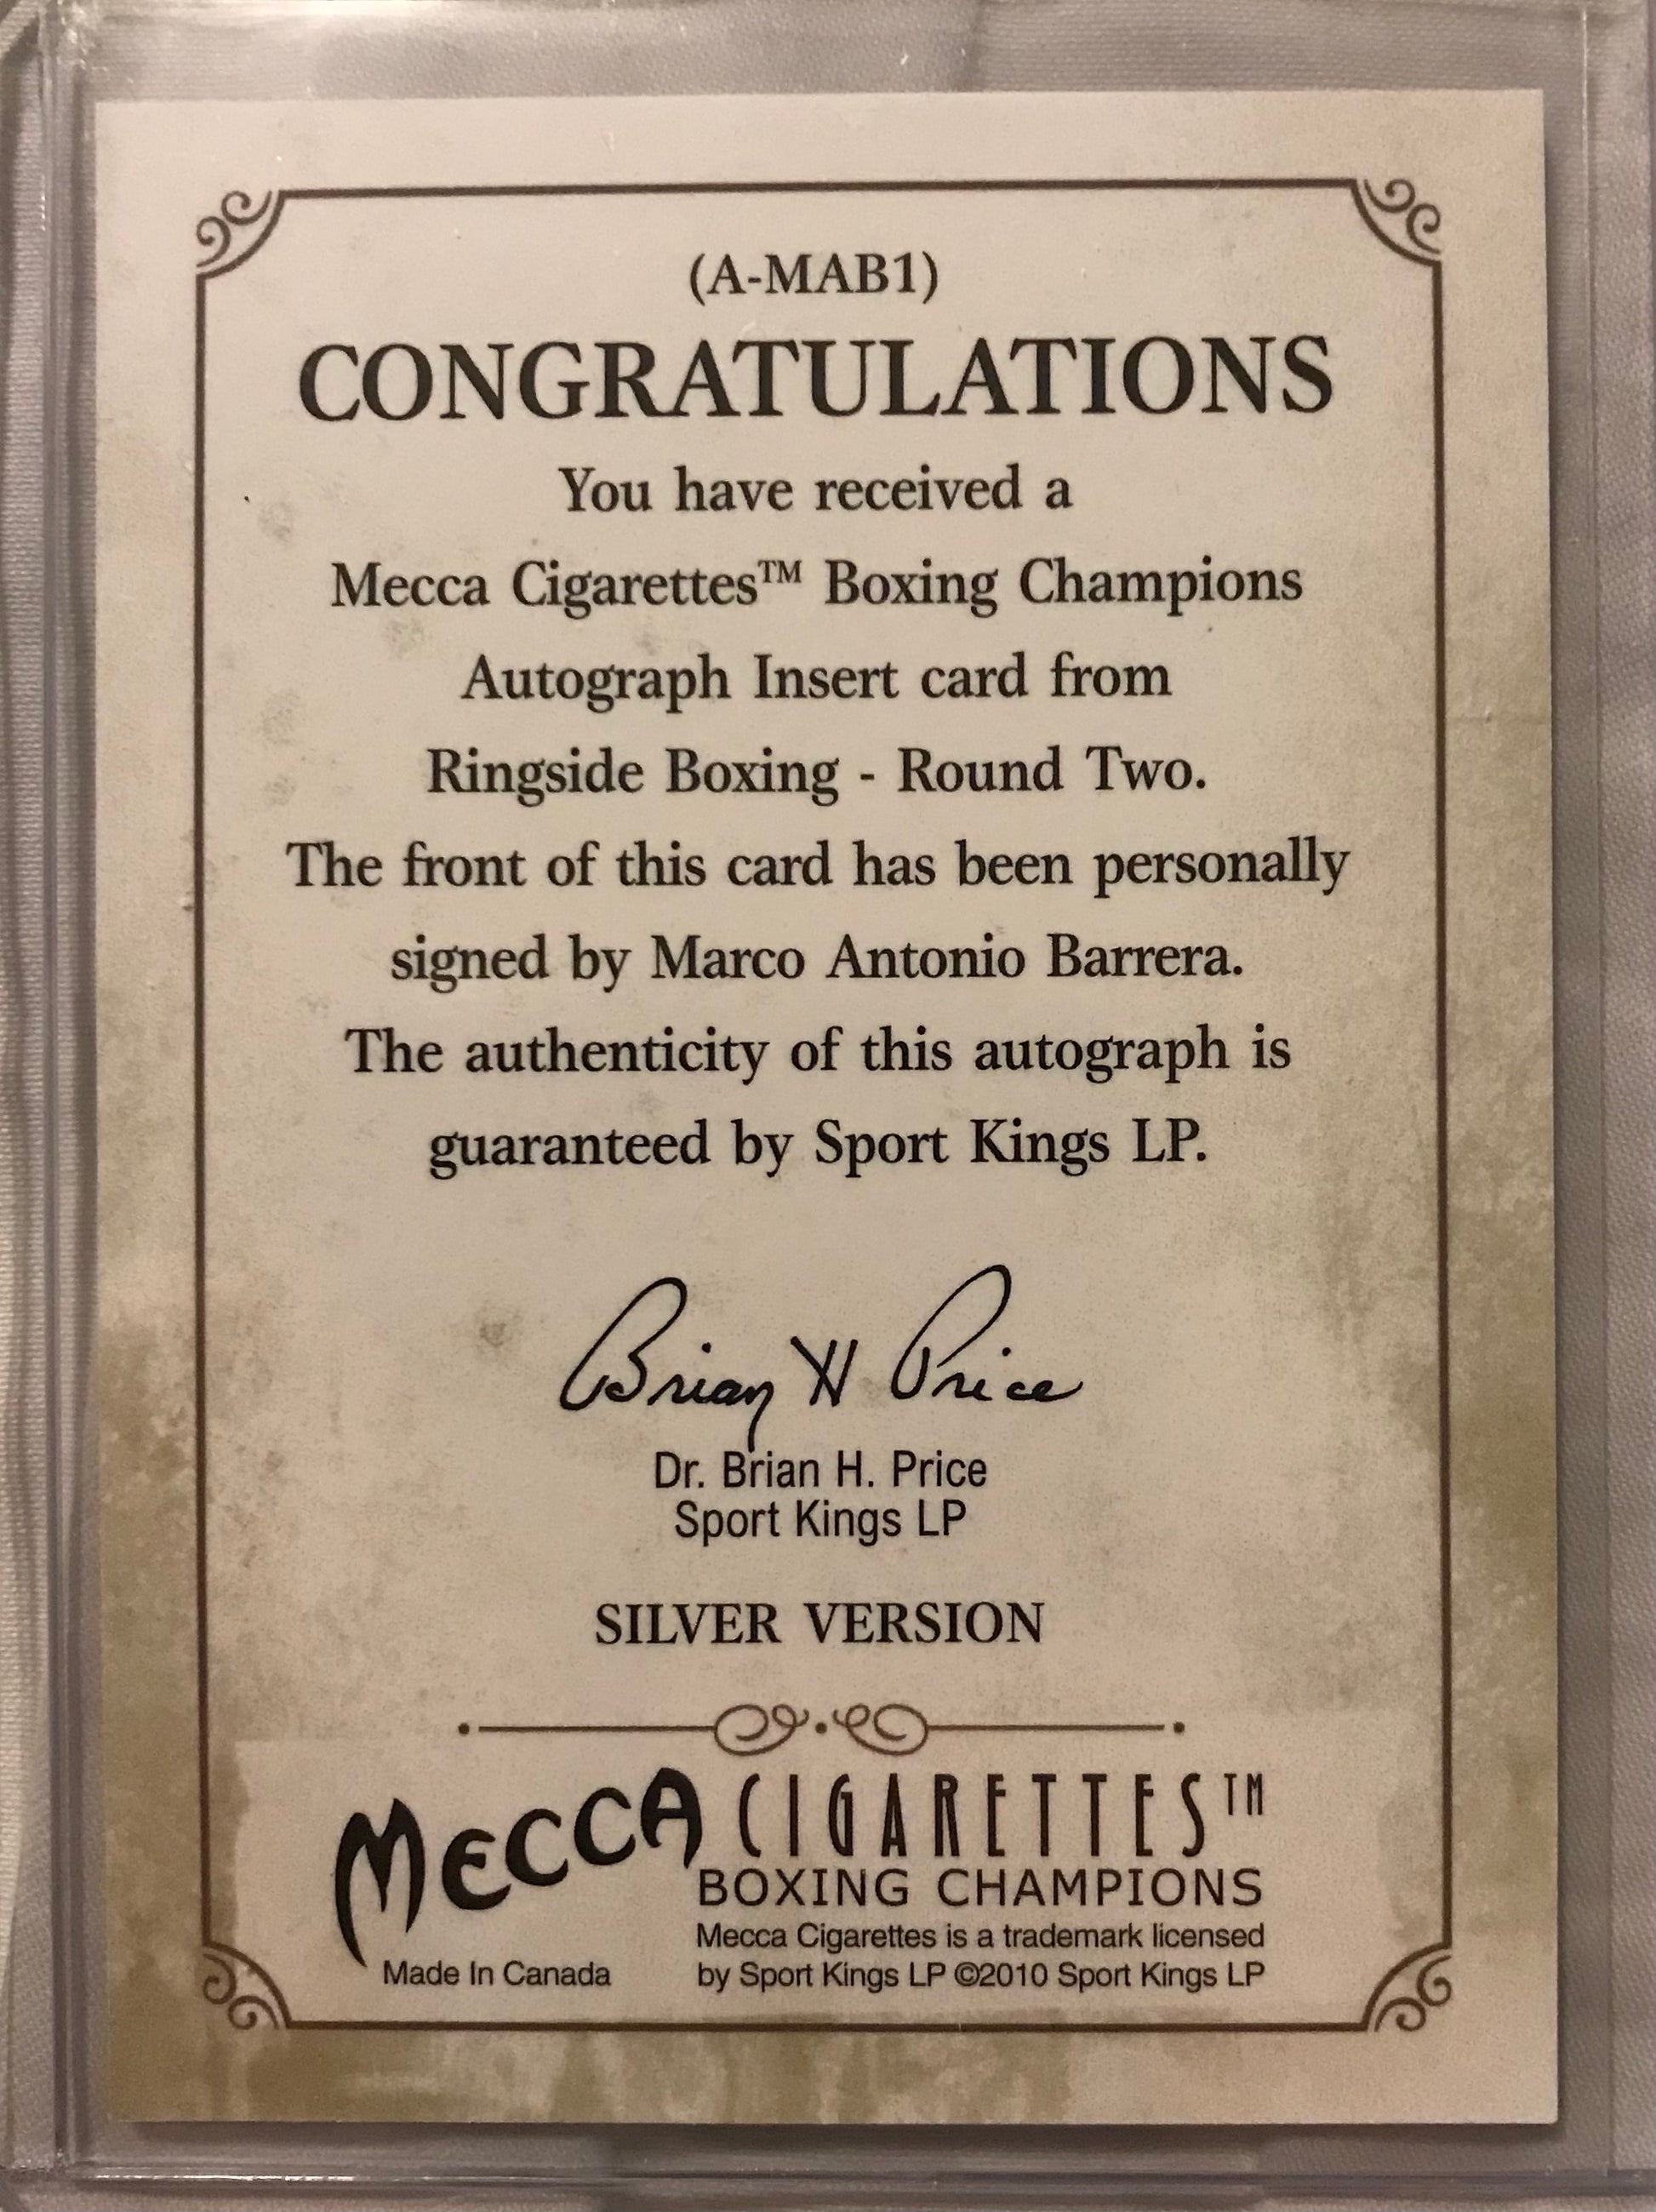 (A-MAB1)
CONGRATULATIONS
You have received a
Mecca Cigarettes™ Boxing Champions
Autograph Insert card from
Ringside Boxing - Round Two.
The front of this card has been personally
signed by Marco Antonio Barrera.
The authenticity of this autograph is
guaranteed by Sport Kings LP.
Brian H Price
Dr. Brian H. Price
Sport Kings LP
SILVER VERSION
MECCA CIGARETTES™
BOXING CHAMPIONS
Mecca Cigarettes is a trademark licensed
Made In Canada by Sport Kings LP ©2010 Sport Kings LP